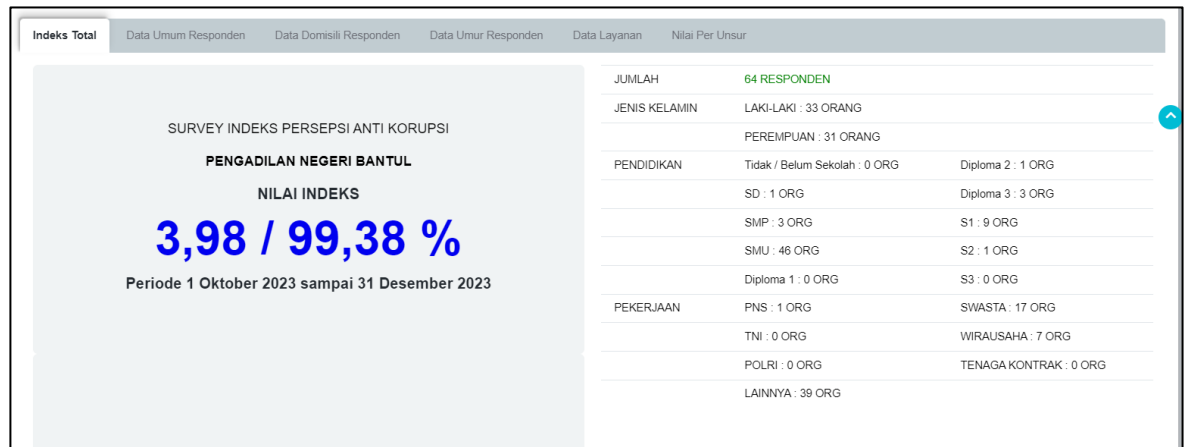 Indeks Total Data Umum Responden Data Domisili Responden Data Umur Responden Data Layanan Nilai Per Unsur
SURVEY INDEKS PERSEPSI ANTI KORUPSI
PENGADILAN NEGERI BANTUL
NILAI INDEKS
3,98 / 99,38 %
Periode 1 Oktober 2023 sampai 31 Desember 2023
JUMLAH 64 RESPONDEN
JENIS KELAMIN LAKI-LAKI : 33 ORANG
PEREMPUAN : 31 ORANG
PENDIDIKAN Tidak / Belum Sekolah : 0 ORG Diploma 2 : 1 ORG
SD : 1 ORG Diploma 3 : 3 ORG
SMP : 3 ORG S1 : 9 ORG
SMU : 46 ORG S2 : 1 ORG
Diploma 1 : 0 ORG S3 : 0 ORG
PEKERJAAN PNS : 1 ORG SWASTA : 17 ORG
TNI : 0 ORG WIRAUSAHA : 7 ORG
POLRI : 0 ORG TENAGA KONTRAK : 0 ORG
LAINNYA : 39 ORG